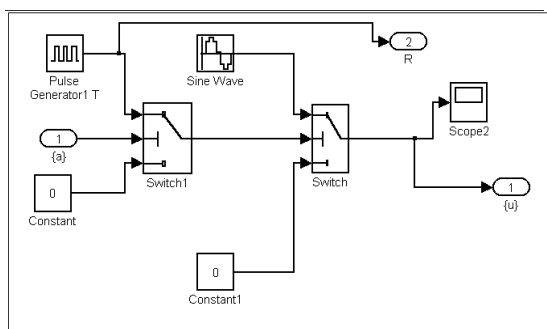 2
R
Pulse
Generator1 T
Sine Wave
Scope2
1
{a}
Switch1
Switch
1
{u}
0
Constant
0
Constant1